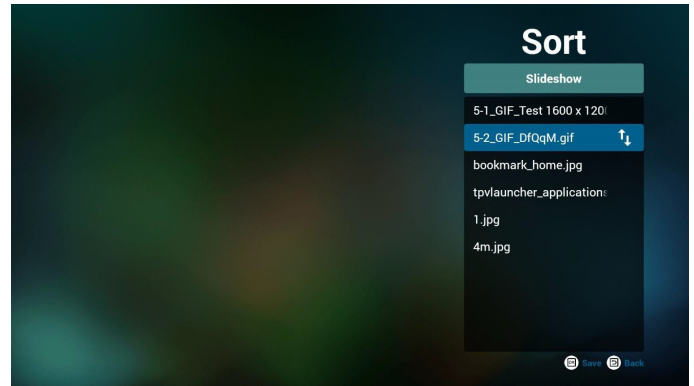 Sort
Slideshow
5-1_GIF_Test 1600 x 120
5-2_GIF_DfQqM.gif
bookmark_home.jpg
tpvlauncher_applications
1.jpg
4m.jpg
Save Back